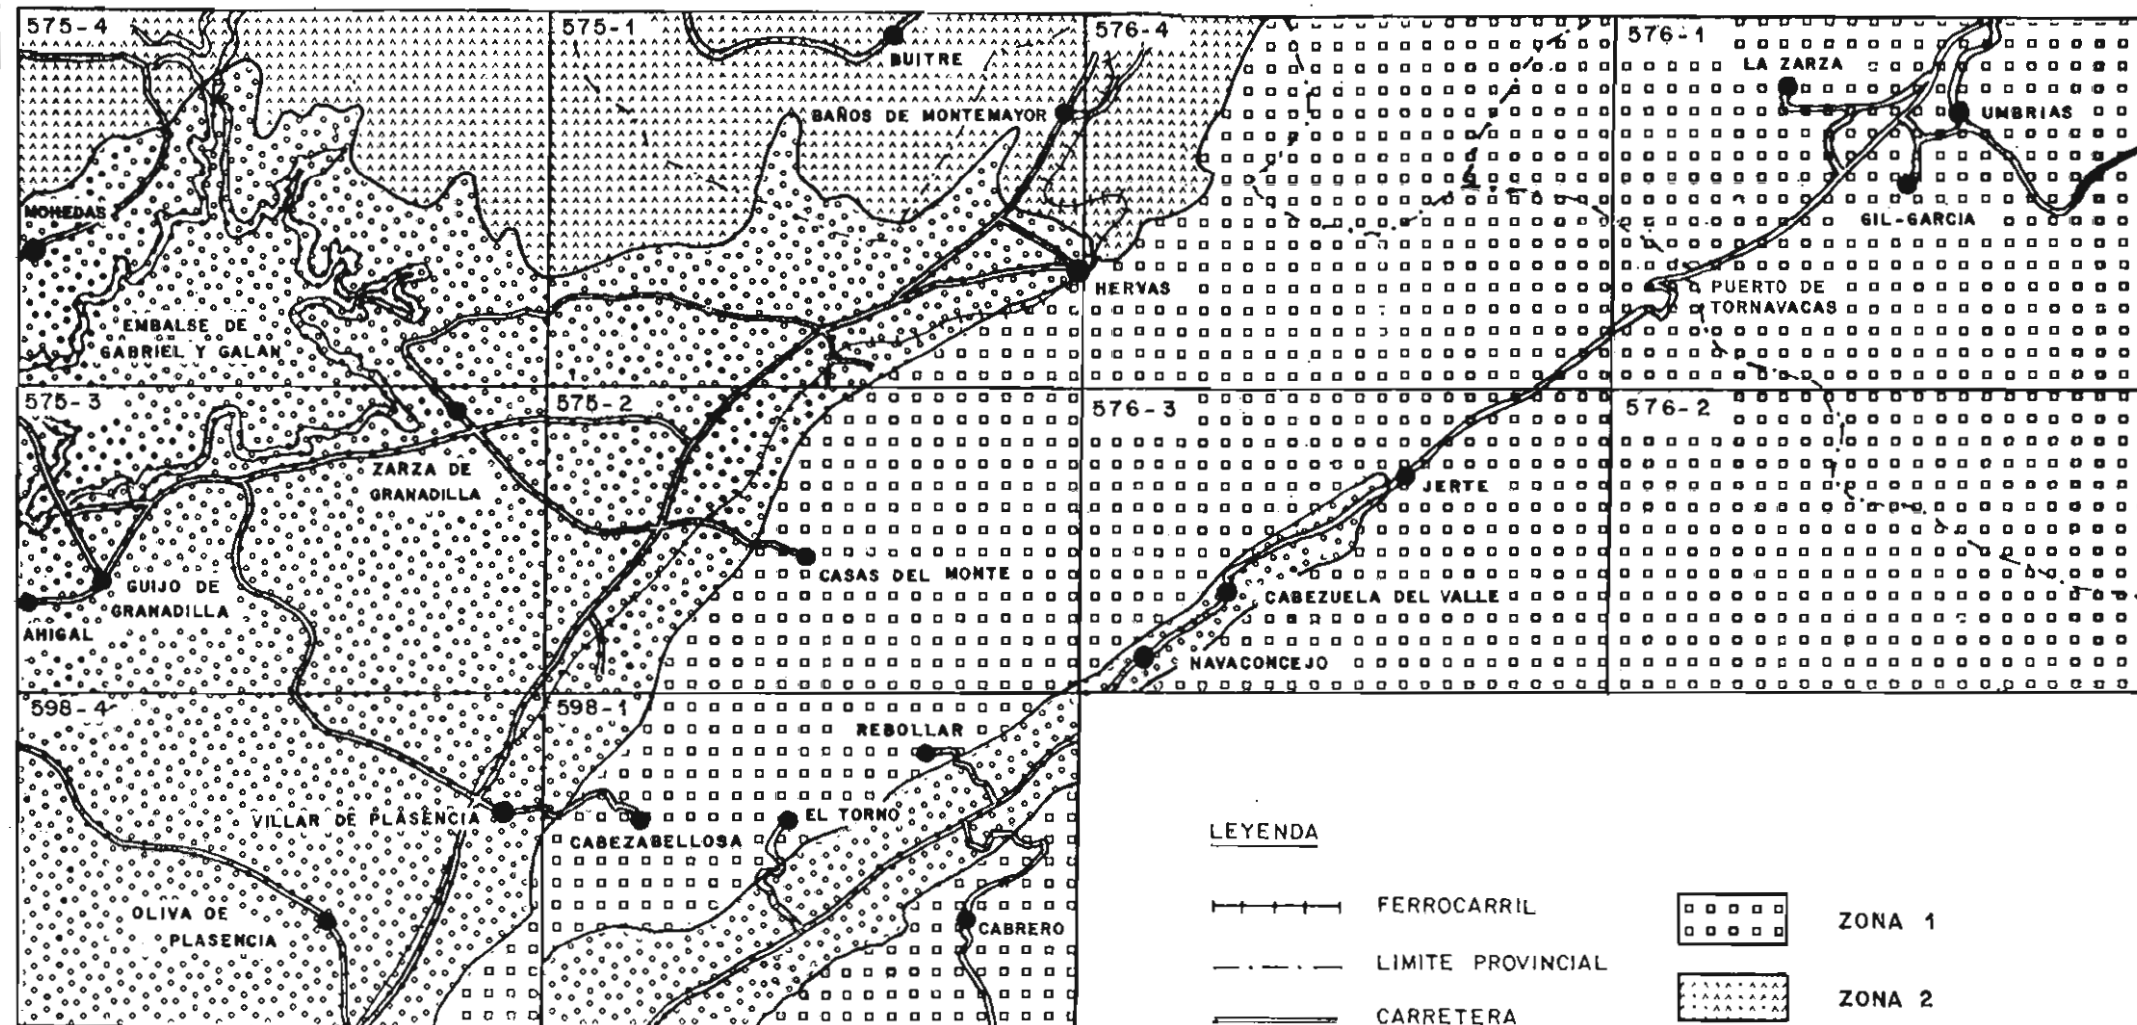 575-4
575-1
576-4
576-1
BUITRE
LA ZARZA
BAÑOS DE MONTEMAYOR
UMBRIAS
MOHEDAS
GIL-GARCIA
HERVAS
PUERTO DE
TORNAVACAS
EMBALSE DE
GABRIEL Y GALAN
575-3
575-2
576-3
576-2
ZARZA DE
GRANADILLA
JERTE
CASAS DEL MONTE
GUIJO DE
GRANADILLA
CABEZUELA DEL VALLE
AHIGAL
NAVACONCEJO
598-4
598-1
REBOLLAR
VILLAR DE PLASENCIA
EL TORNO
CABEZABELLOSA
LEYENDA
OLIVA DE
PLASENCIA
CABRERO
FERROCARRIL
ZONA 1
LIMITE PROVINCIAL
ZONA 2
CARRETERA